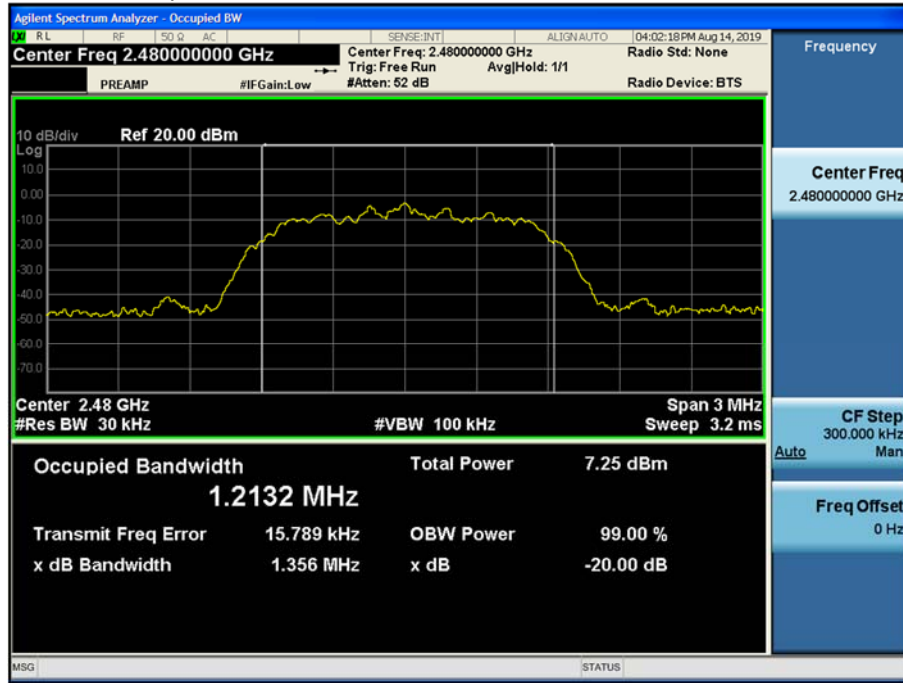 Agilent Spectrum Analyzer - Occupied BW
LXI RL RF 50 Ω AC SENSE:INT ALIGNAUTO 04:02:18 PM Aug 14, 2019
Center Freq 2.480000000 GHz
Center Freq: 2.480000000 GHz
Radio Std: None
Trig: Free Run Avg|Hold: 1/1
PREAMP #IFGain:Low #Atten: 52 dB Radio Device: BTS
10 dB/div Ref 20.00 dBm
Log
10.0
0.00
-10.0
-20.0
-30.0
-40.0
-50.0
-60.0
-70.0
Center 2.48 GHz Span 3 MHz
#Res BW 30 kHz #VBW 100 kHz Sweep 3.2 ms
Occupied Bandwidth Total Power 7.25 dBm
1.2132 MHz
Transmit Freq Error 15.789 kHz OBW Power 99.00 %
x dB Bandwidth 1.356 MHz x dB -20.00 dB
Frequency
Center Freq
2.480000000 GHz
CF Step
300.000 kHz
Auto Man
Freq Offset
0 Hz
MSG STATUS